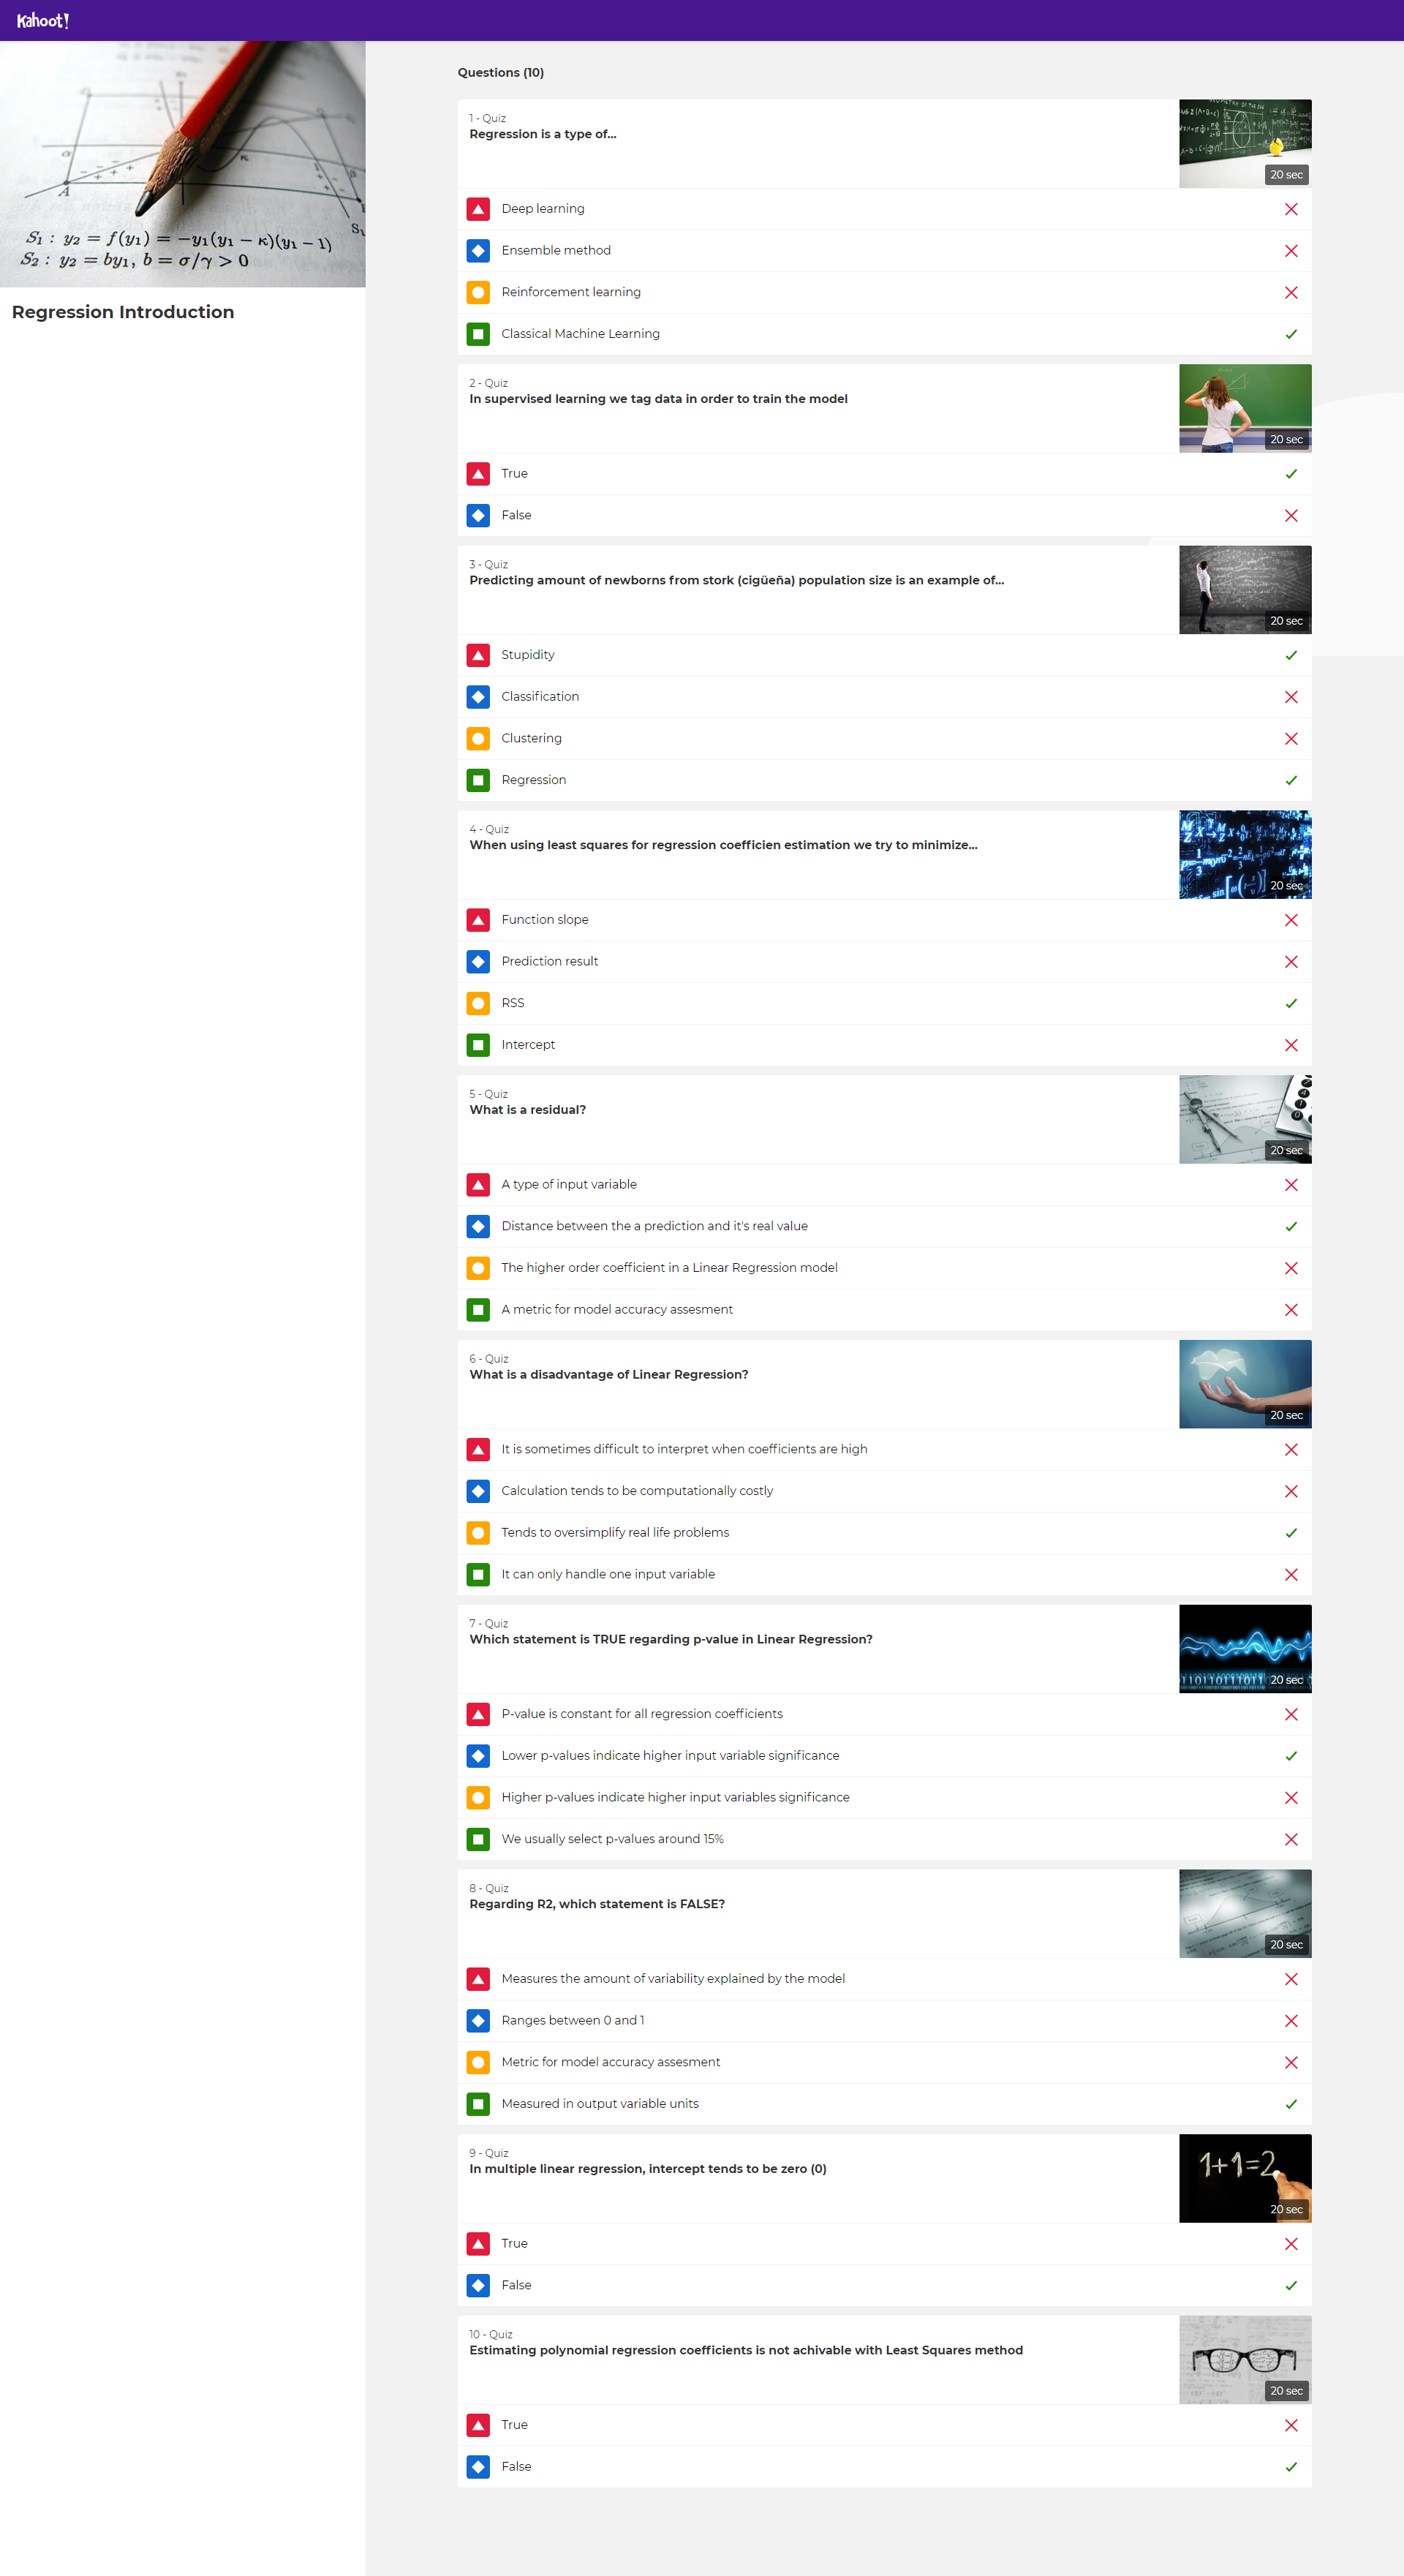 Kahoot!
S₁ : y₂ = f(y₁) = −y₁(y₁ − κ)(y₁ − 1)
S₂ : y₂ = by₁, b = σ/γ > 0
Regression Introduction
Questions (10)
1 - Quiz
Regression is a type of...
20 sec
Deep learning
Ensemble method
Reinforcement learning
Classical Machine Learning
2 - Quiz
In supervised learning we tag data in order to train the model
20 sec
True
False
3 - Quiz
Predicting amount of newborns from stork (cigüeña) population size is an example of...
20 sec
Stupidity
Classification
Clustering
Regression
4 - Quiz
When using least squares for regression coefficien estimation we try to minimize...
20 sec
Function slope
Prediction result
RSS
Intercept
5 - Quiz
What is a residual?
20 sec
A type of input variable
Distance between the a prediction and it's real value
The higher order coefficient in a Linear Regression model
A metric for model accuracy assesment
6 - Quiz
What is a disadvantage of Linear Regression?
20 sec
It is sometimes difficult to interpret when coefficients are high
Calculation tends to be computationally costly
Tends to oversimplify real life problems
It can only handle one input variable
7 - Quiz
Which statement is TRUE regarding p-value in Linear Regression?
20 sec
P-value is constant for all regression coefficients
Lower p-values indicate higher input variable significance
Higher p-values indicate higher input variables significance
We usually select p-values around 15%
8 - Quiz
Regarding R2, which statement is FALSE?
20 sec
Measures the amount of variability explained by the model
Ranges between 0 and 1
Metric for model accuracy assesment
Measured in output variable units
9 - Quiz
In multiple linear regression, intercept tends to be zero (0)
1+1=2
20 sec
True
False
10 - Quiz
Estimating polynomial regression coefficients is not achivable with Least Squares method
20 sec
True
False